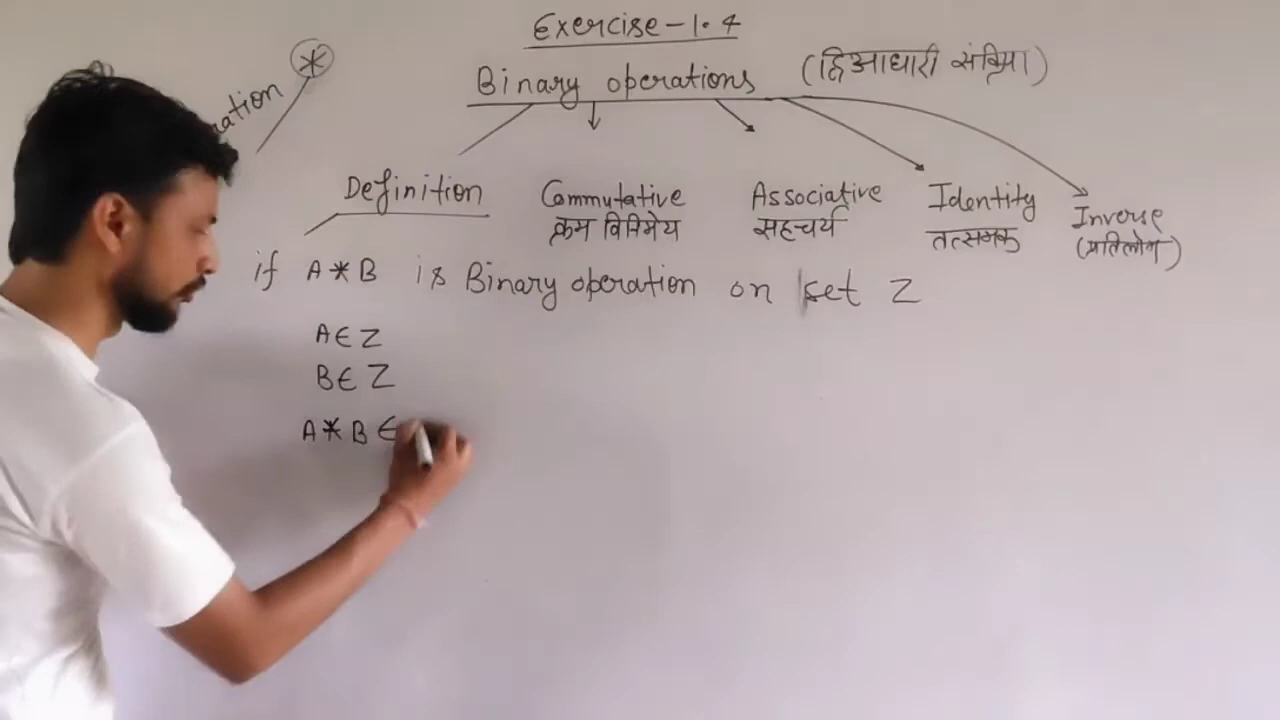 Exercise-1.4
*
Binary operations (द्विआधारी संक्रिया)
Definition Commutative Associative Identity Inverse
क्रम विनिमेय सहचर्य तत्समक (प्रतिलोम)
if A*B is Binary operation on set Z
A∈Z
B∈Z
A*B∈